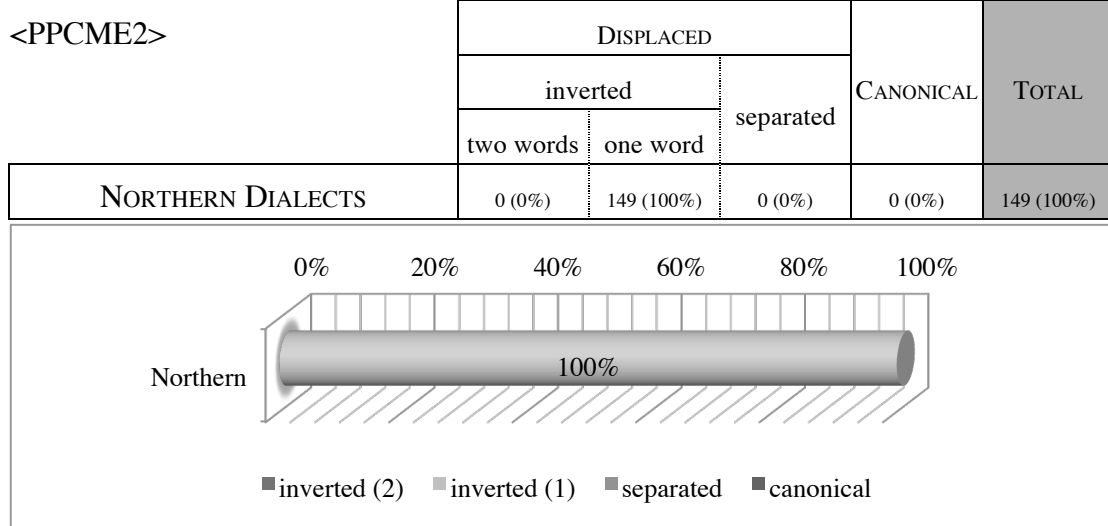 <PPCME2>
DISPLACED
inverted
separated
CANONICAL
TOTAL
two words
one word
NORTHERN DIALECTS
0 (0%)
149 (100%)
0 (0%)
0 (0%)
149 (100%)
0% 20% 40% 60% 80% 100%
Northern
100%
inverted (2) inverted (1) separated canonical